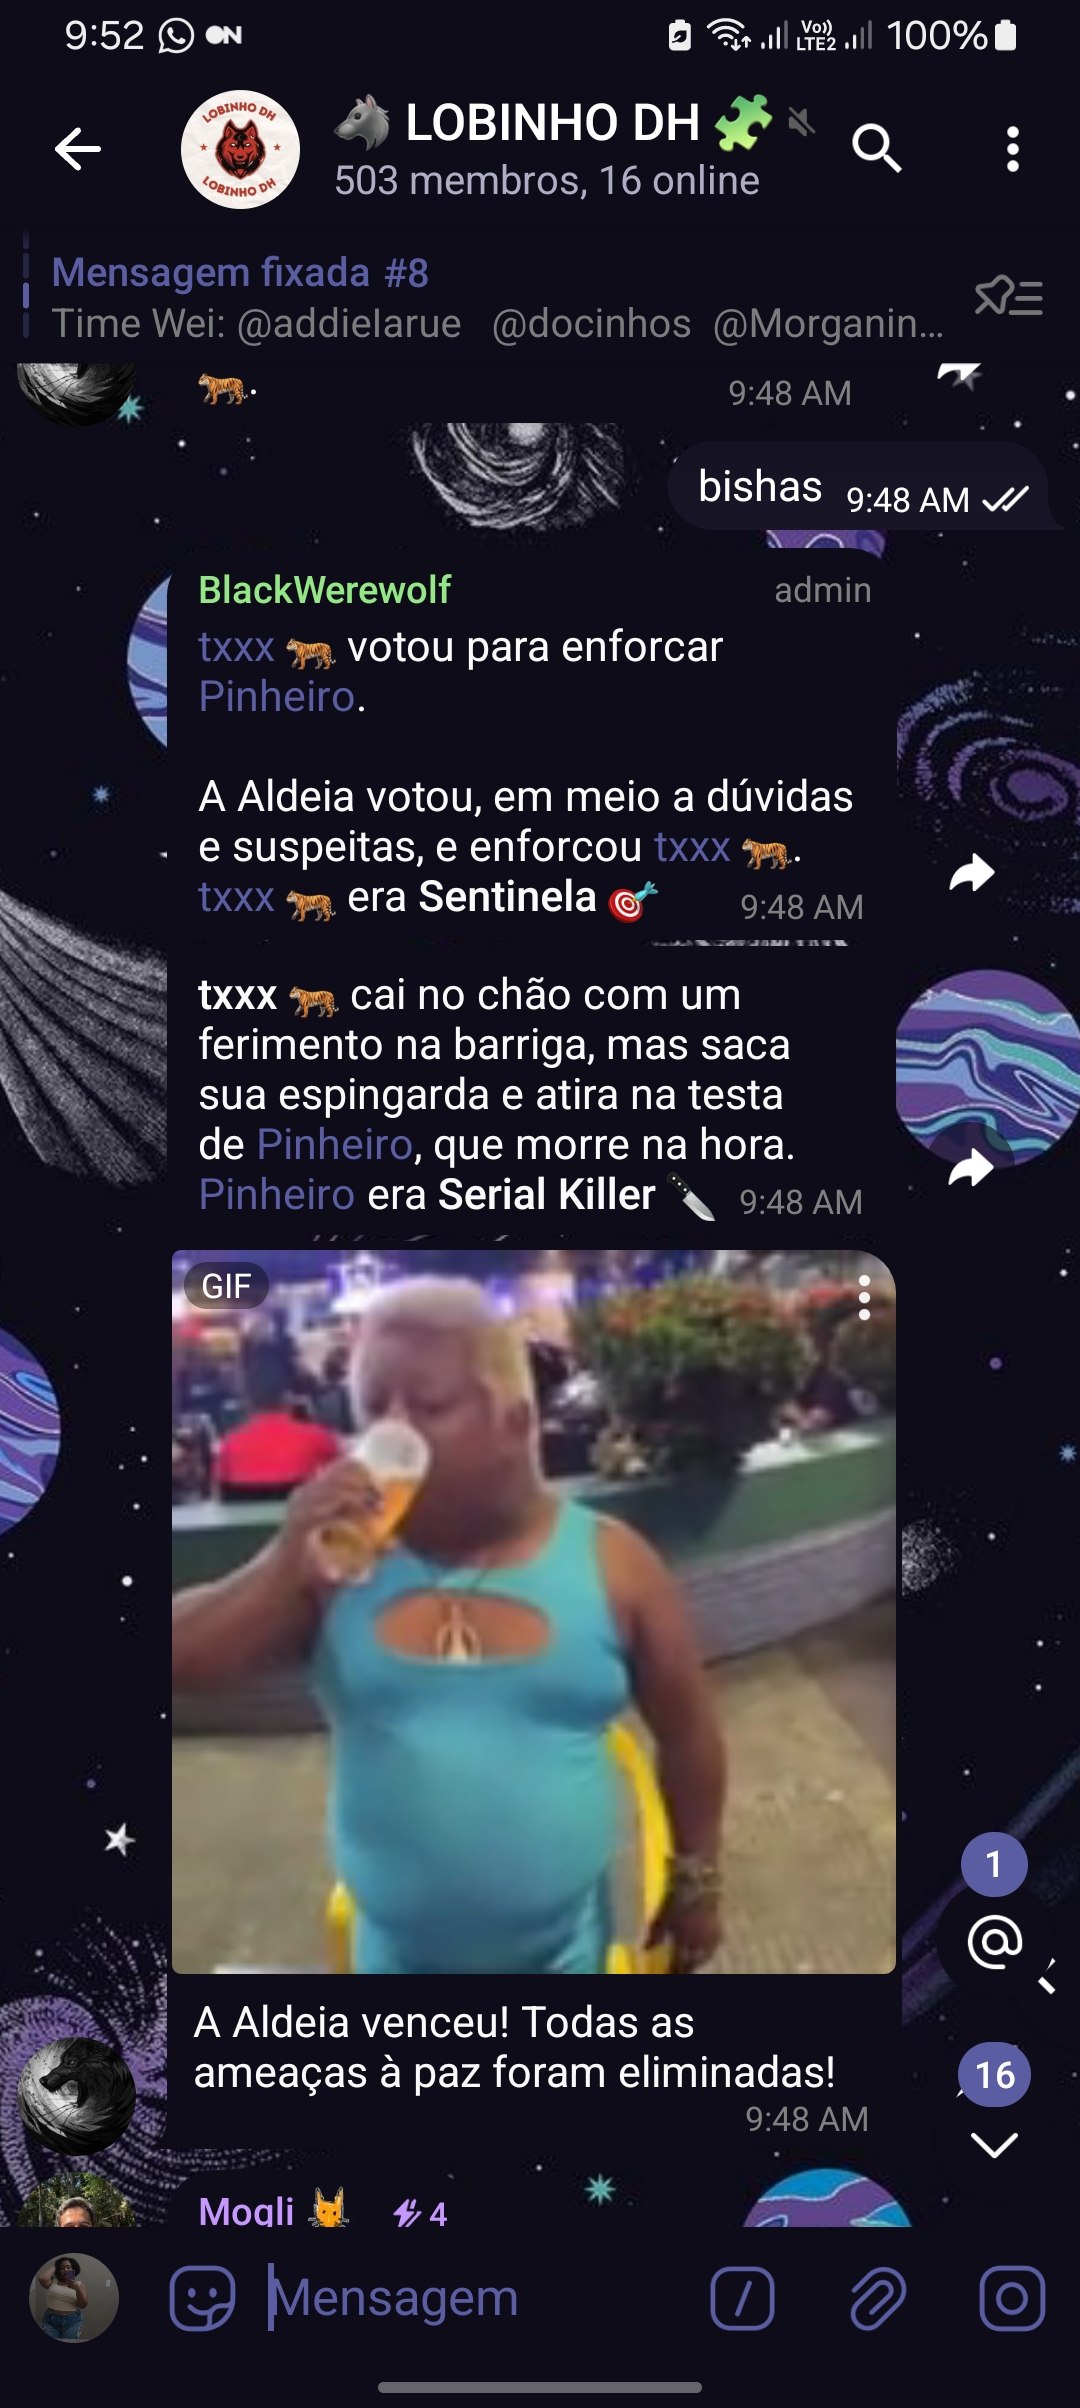 9:52 ON Vo)) LTE2 100%
LOBINHO DH
LOBINHO DH
🐺 LOBINHO DH 🧩
503 membros, 16 online
Mensagem fixada #8
Time Wei: @addielarue @docinhos @Morganin...
🐅. 9:48 AM
bishas 9:48 AM
BlackWerewolf admin
txxx 🐅 votou para enforcar
Pinheiro.
A Aldeia votou, em meio a dúvidas
e suspeitas, e enforcou txxx 🐅.
txxx 🐅 era Sentinela 🎯 9:48 AM
txxx 🐅 cai no chão com um
ferimento na barriga, mas saca
sua espingarda e atira na testa
de Pinheiro, que morre na hora.
Pinheiro era Serial Killer 🔪 9:48 AM
GIF
1
@
A Aldeia venceu! Todas as
ameaças à paz foram eliminadas!
9:48 AM
16
Mogli 🐱 4
Mensagem